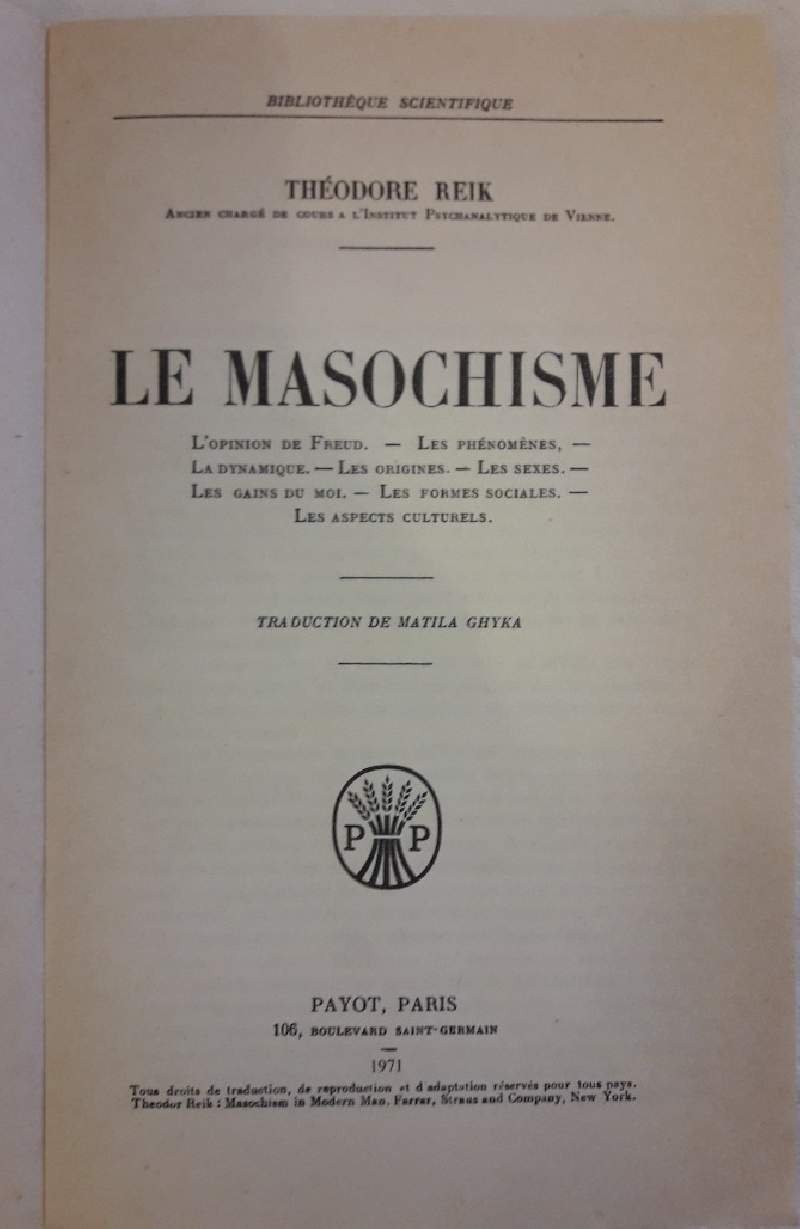 BIBLIOTHÈQUE SCIENTIFIQUE
THÉODORE REIK
ANCIEN CHARGÉ DE COURS A L'INSTITUT PSYCHANALYTIQUE DE VIENNE.
LE MASOCHISME
L'OPINION DE FREUD. — LES PHÉNOMÈNES, —
LA DYNAMIQUE. — LES ORIGINES. — LES SEXES. —
LES GAINS DU MOI. — LES FORMES SOCIALES. —
LES ASPECTS CULTURELS.
TRADUCTION DE MATILA GHYKA
P P
PAYOT, PARIS
106, BOULEVARD SAINT-GERMAIN
1971
Tous droits de traduction, de reproduction et d'adaptation réservés pour tous pays.
Theodor Reik : Masochism in Modern Man. Farrar, Straus and Company, New York.